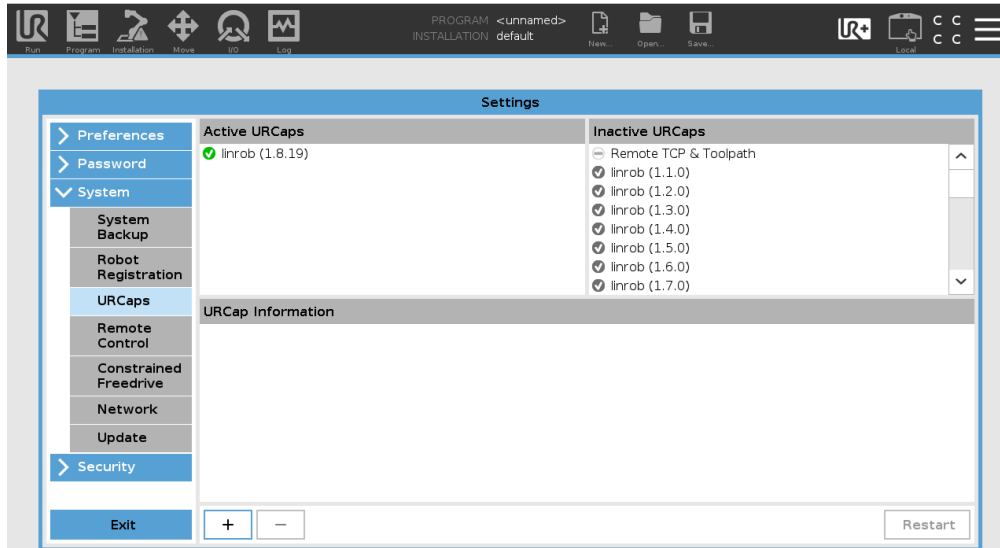 PROGRAM <unnamed>
INSTALLATION default
UR+
C C
C C
Run
Program
Installation
Move
I/O
Log
New...
Open...
Save...
Local
Settings
Preferences
Password
System
System
Backup
Robot
Registration
URCaps
Remote
Control
Constrained
Freedrive
Network
Update
Security
Exit
Active URCaps
linrob (1.8.19)
Inactive URCaps
Remote TCP & Toolpath
linrob (1.1.0)
linrob (1.2.0)
linrob (1.3.0)
linrob (1.4.0)
linrob (1.5.0)
linrob (1.6.0)
linrob (1.7.0)
URCap Information
+
−
Restart